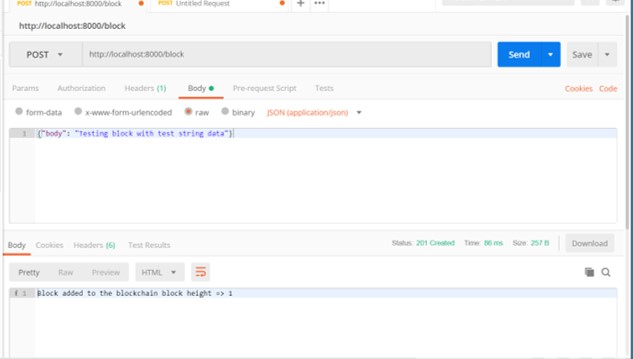 POST http://localhost:8000/block POST Untitled Request + •••
http://localhost:8000/block
POST http://localhost:8000/block Send Save
Params Authorization Headers (1) Body Pre-request Script Tests Cookies Code
form-data x-www-form-urlencoded raw binary JSON (application/json)
1 {"body": "Testing block with test string data"}
Body Cookies Headers (6) Test Results Status: 201 Created Time: 86 ms Size: 257 B Download
Pretty Raw Preview HTML
i 1 Block added to the blockchain block height => 1